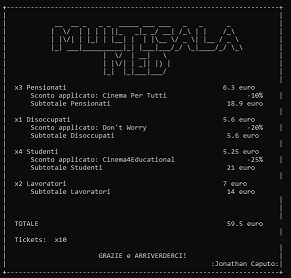 x3 Pensionati 6.3 euro
Sconto applicato: Cinema Per Tutti -10%
Subtotale Pensionati 18.9 euro
x1 Disoccupati 5.6 euro
Sconto applicato: Don't Worry -20%
Subtotale Disoccupati 5.6 euro
x4 Studenti 5.25 euro
Sconto applicato: Cinema4Educational -25%
Subtotale Studenti 21 euro
x2 Lavoratori 7 euro
Subtotale Lavoratori 14 euro
TOTALE 59.5 euro
Tickets: x10
GRAZIE e ARRIVERDERCI!
:Jonathan Caputo: